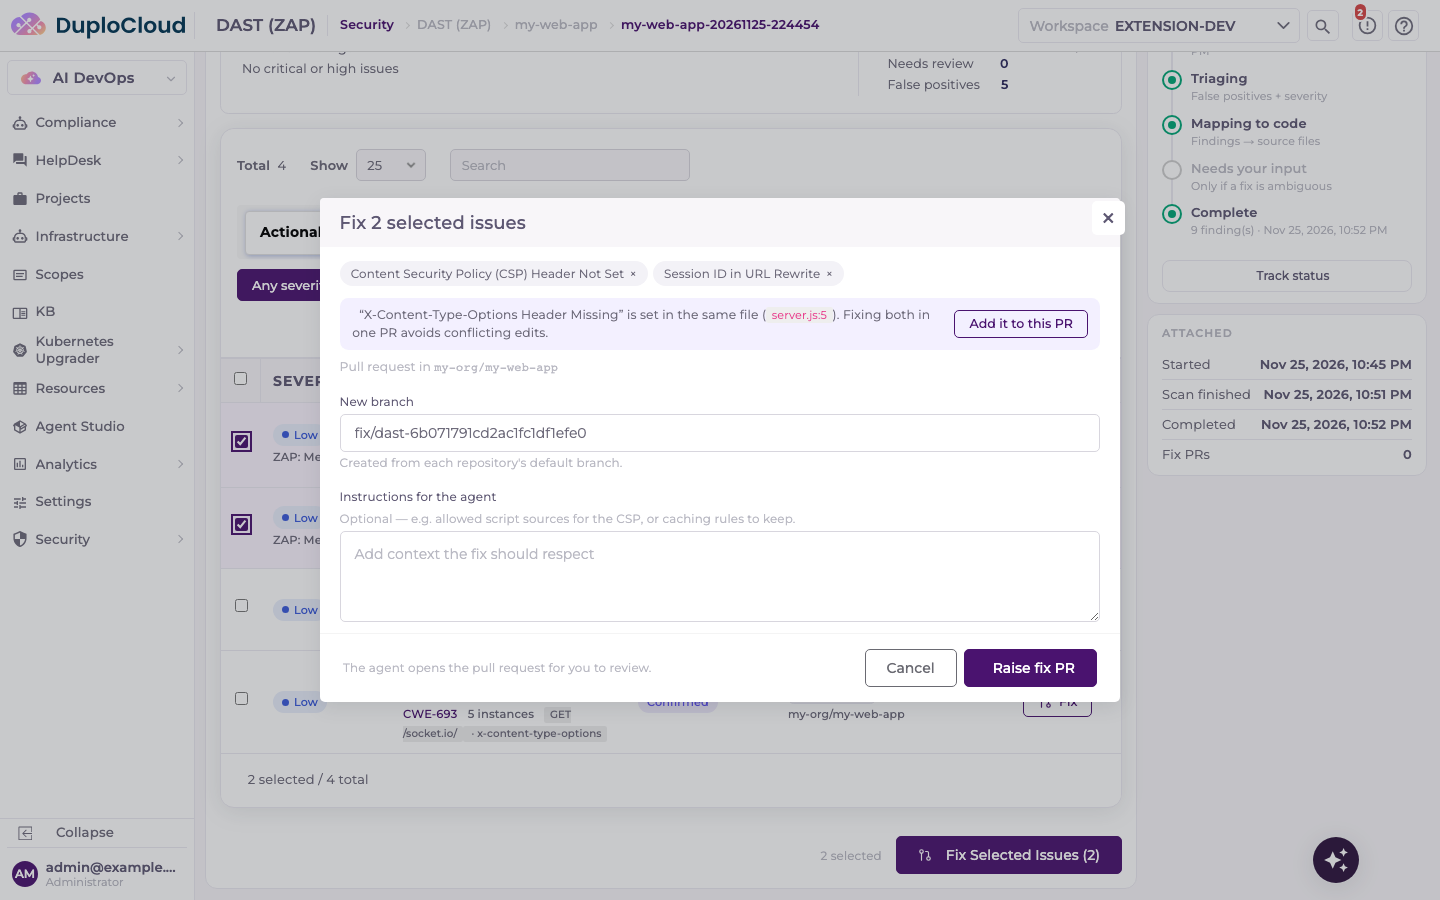 DuploCloud
DAST (ZAP)
Security
DAST (ZAP)
my-web-app
my-web-app-20261125-224454
Workspace EXTENSION-DEV
2
AI DevOps
Compliance
HelpDesk
Projects
Infrastructure
Scopes
KB
Kubernetes
Upgrader
Resources
Agent Studio
Analytics
Settings
Security
Collapse
AM
admin@example....
Administrator
No critical or high issues
Needs review 0
False positives 5
Total 4
Show 25
Search
Any
Low
ZAP:
Low
ZAP:
Low
Low
CWE-693 5 instances GET
/socket.io/ · x-content-type-options
Confirmed
my-org/my-web-app
Fix
2 selected / 4 total
2 selected
Fix Selected Issues (2)
Fix 2 selected issues
×
Content Security Policy (CSP) Header Not Set ×
Session ID in URL Rewrite ×
“X-Content-Type-Options Header Missing” is set in the same file ( server.js:5 ). Fixing both in
one PR avoids conflicting edits.
Add it to this PR
Pull request in my-org/my-web-app
New branch
fix/dast-6b071791cd2ac1fc1df1efe0
Created from each repository's default branch.
Instructions for the agent
Optional — e.g. allowed script sources for the CSP, or caching rules to keep.
Add context the fix should respect
The agent opens the pull request for you to review.
Cancel
Raise fix PR
PM
Triaging
False positives + severity
Mapping to code
Findings → source files
Needs your input
Only if a fix is ambiguous
Complete
9 finding(s) · Nov 25, 2026, 10:52 PM
Track status
ATTACHED
Started Nov 25, 2026, 10:45 PM
Scan finished Nov 25, 2026, 10:51 PM
Completed Nov 25, 2026, 10:52 PM
Fix PRs 0